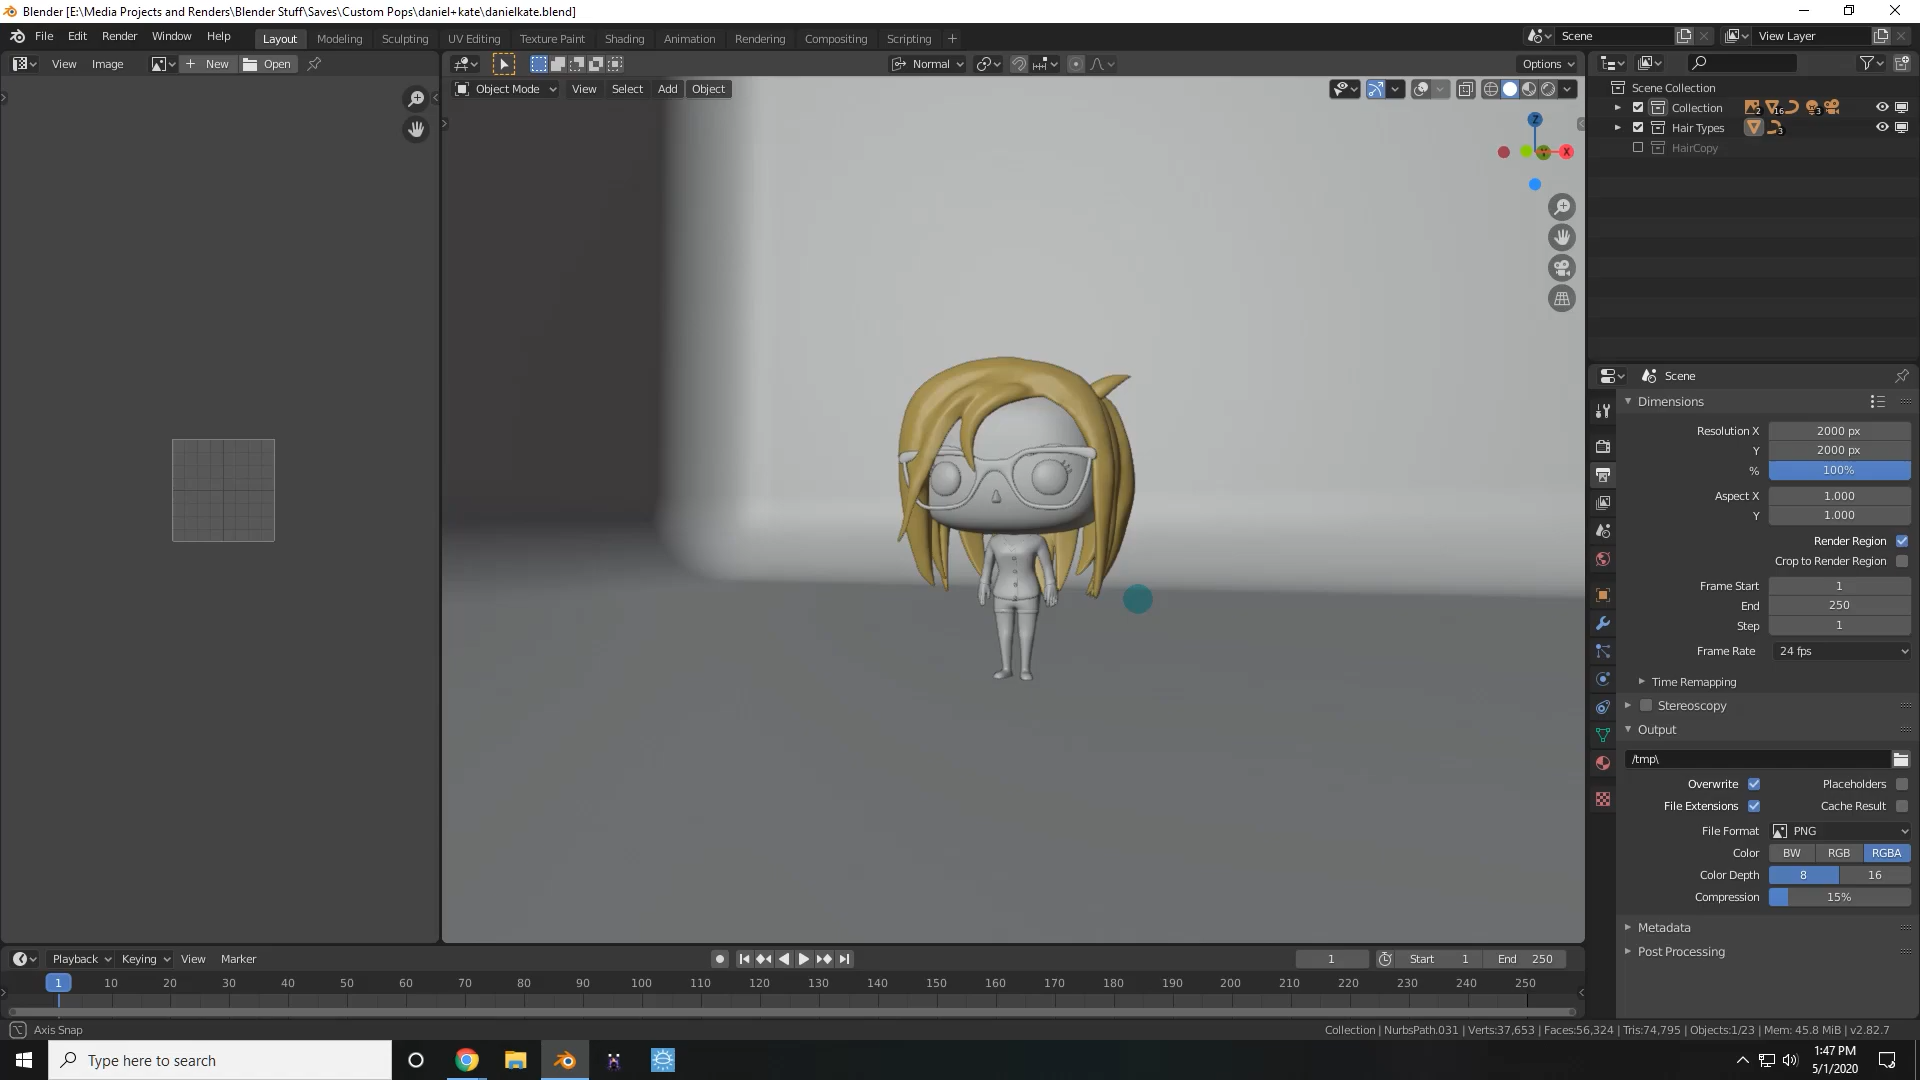 Blender [E:\Media Projects and Renders\Blender Stuff\Saves\Custom Pops\daniel+kate\danielkate.blend]
File Edit Render Window Help Layout Modeling Sculpting UV Editing Texture Paint Shading Animation Rendering Compositing Scripting + Scene View Layer
View Image + New Open Normal Options
Object Mode View Select Add Object
Z
X
Scene Collection
Collection 2 16 3
Hair Types 3
HairCopy
Scene
Dimensions
Resolution X 2000 px
Y 2000 px
% 100%
Aspect X 1.000
Y 1.000
Render Region
Crop to Render Region
Frame Start 1
End 250
Step 1
Frame Rate 24 fps
Time Remapping
Stereoscopy
Output
/tmp\
Overwrite Placeholders
File Extensions Cache Result
File Format PNG
Color BW RGB RGBA
Color Depth 8 16
Compression 15%
Metadata
Post Processing
Playback Keying View Marker 1 Start 1 End 250
1 10 20 30 40 50 60 70 80 90 100 110 120 130 140 150 160 170 180 190 200 210 220 230 240 250
Axis Snap Collection | NurbsPath.031 | Verts:37,653 | Faces:56,324 | Tris:74,795 | Objects:1/23 | Mem: 45.8 MiB | v2.82.7
Type here to search
1:47 PM
5/1/2020